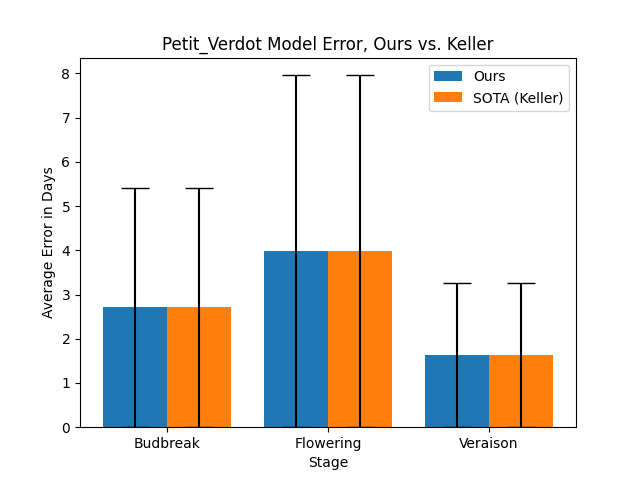 Petit_Verdot Model Error, Ours vs. Keller
Ours
SOTA (Keller)
8
7
6
5
4
3
2
1
0
Average Error in Days
Budbreak
Flowering
Veraison
Stage